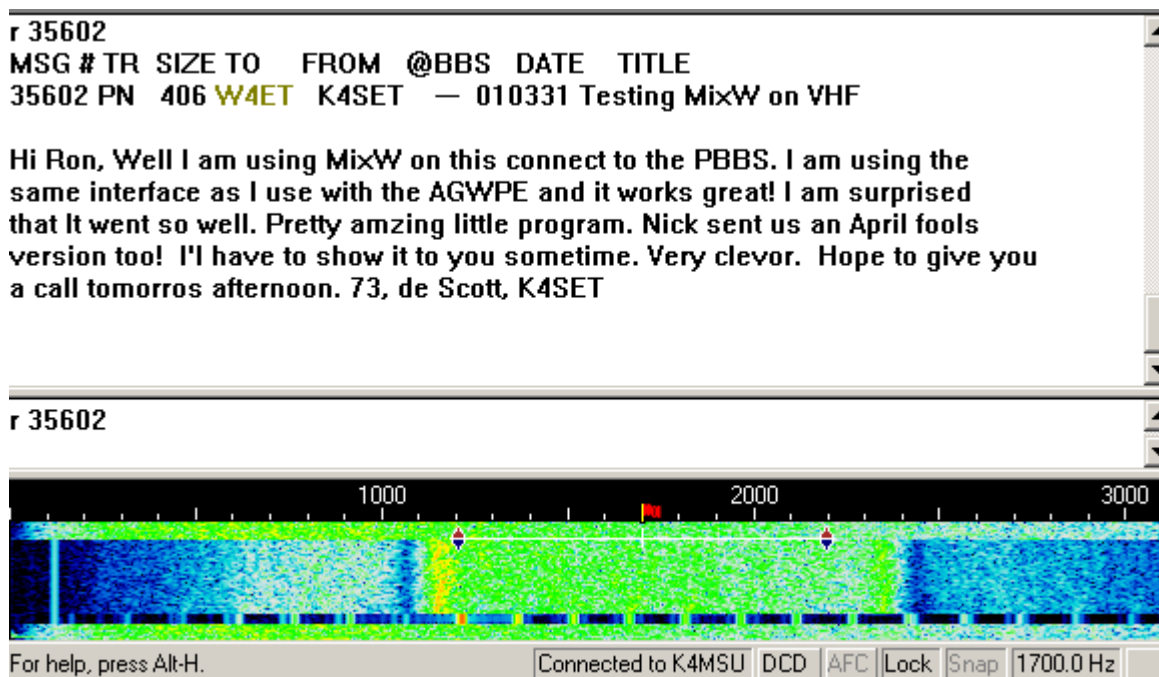 r 35602
MSG # TR SIZE TO FROM @BBS DATE TITLE
35602 PN 406 W4ET K4SET — 010331 Testing MixW on VHF
Hi Ron, Well I am using MixW on this connect to the PBBS. I am using the
same interface as I use with the AGWPE and it works great! I am surprised
that It went so well. Pretty amzing little program. Nick sent us an April fools
version too! I'l have to show it to you sometime. Very clevor. Hope to give you
a call tomorros afternoon. 73, de Scott, K4SET
r 35602
1000 2000 3000
For help, press Alt-H. Connected to K4MSU DCD AFC Lock Snap 1700.0 Hz